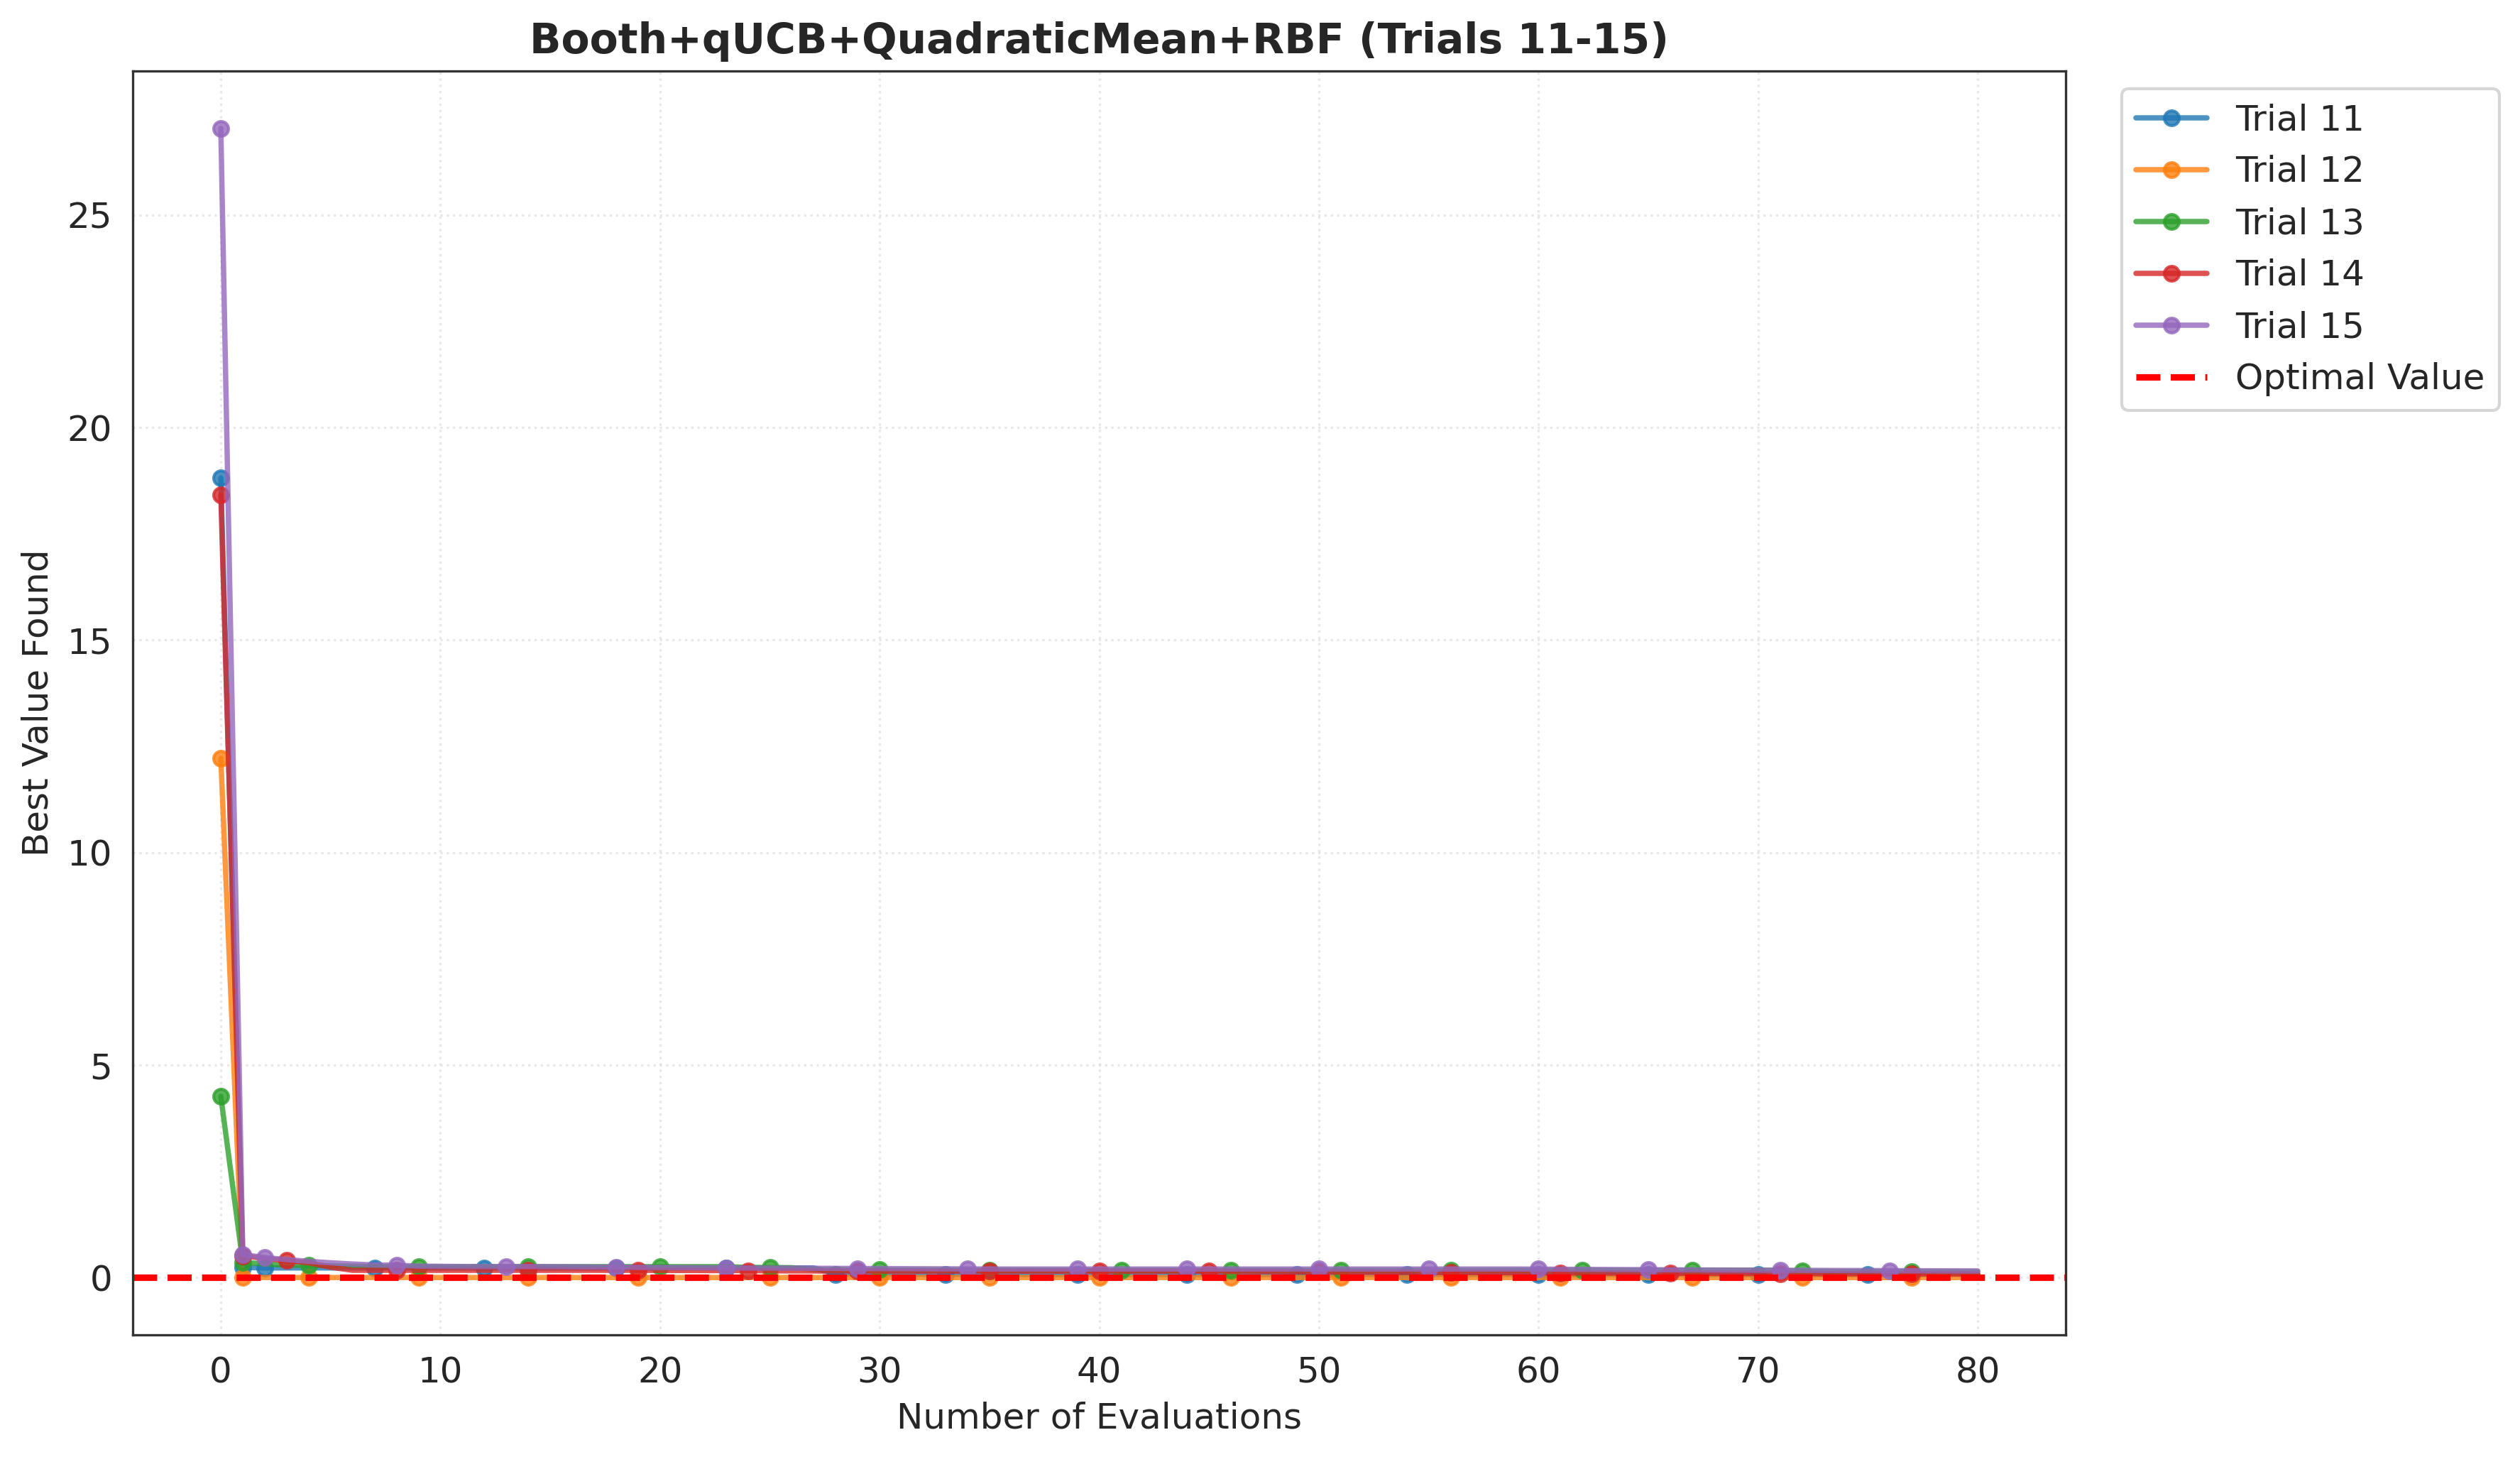 Booth+qUCB+QuadraticMean+RBF (Trials 11-15)
Trial 11
Trial 12
Trial 13
Trial 14
Trial 15
Optimal Value
Best Value Found
25
20
15
10
5
0
0 10 20 30 40 50 60 70 80
Number of Evaluations